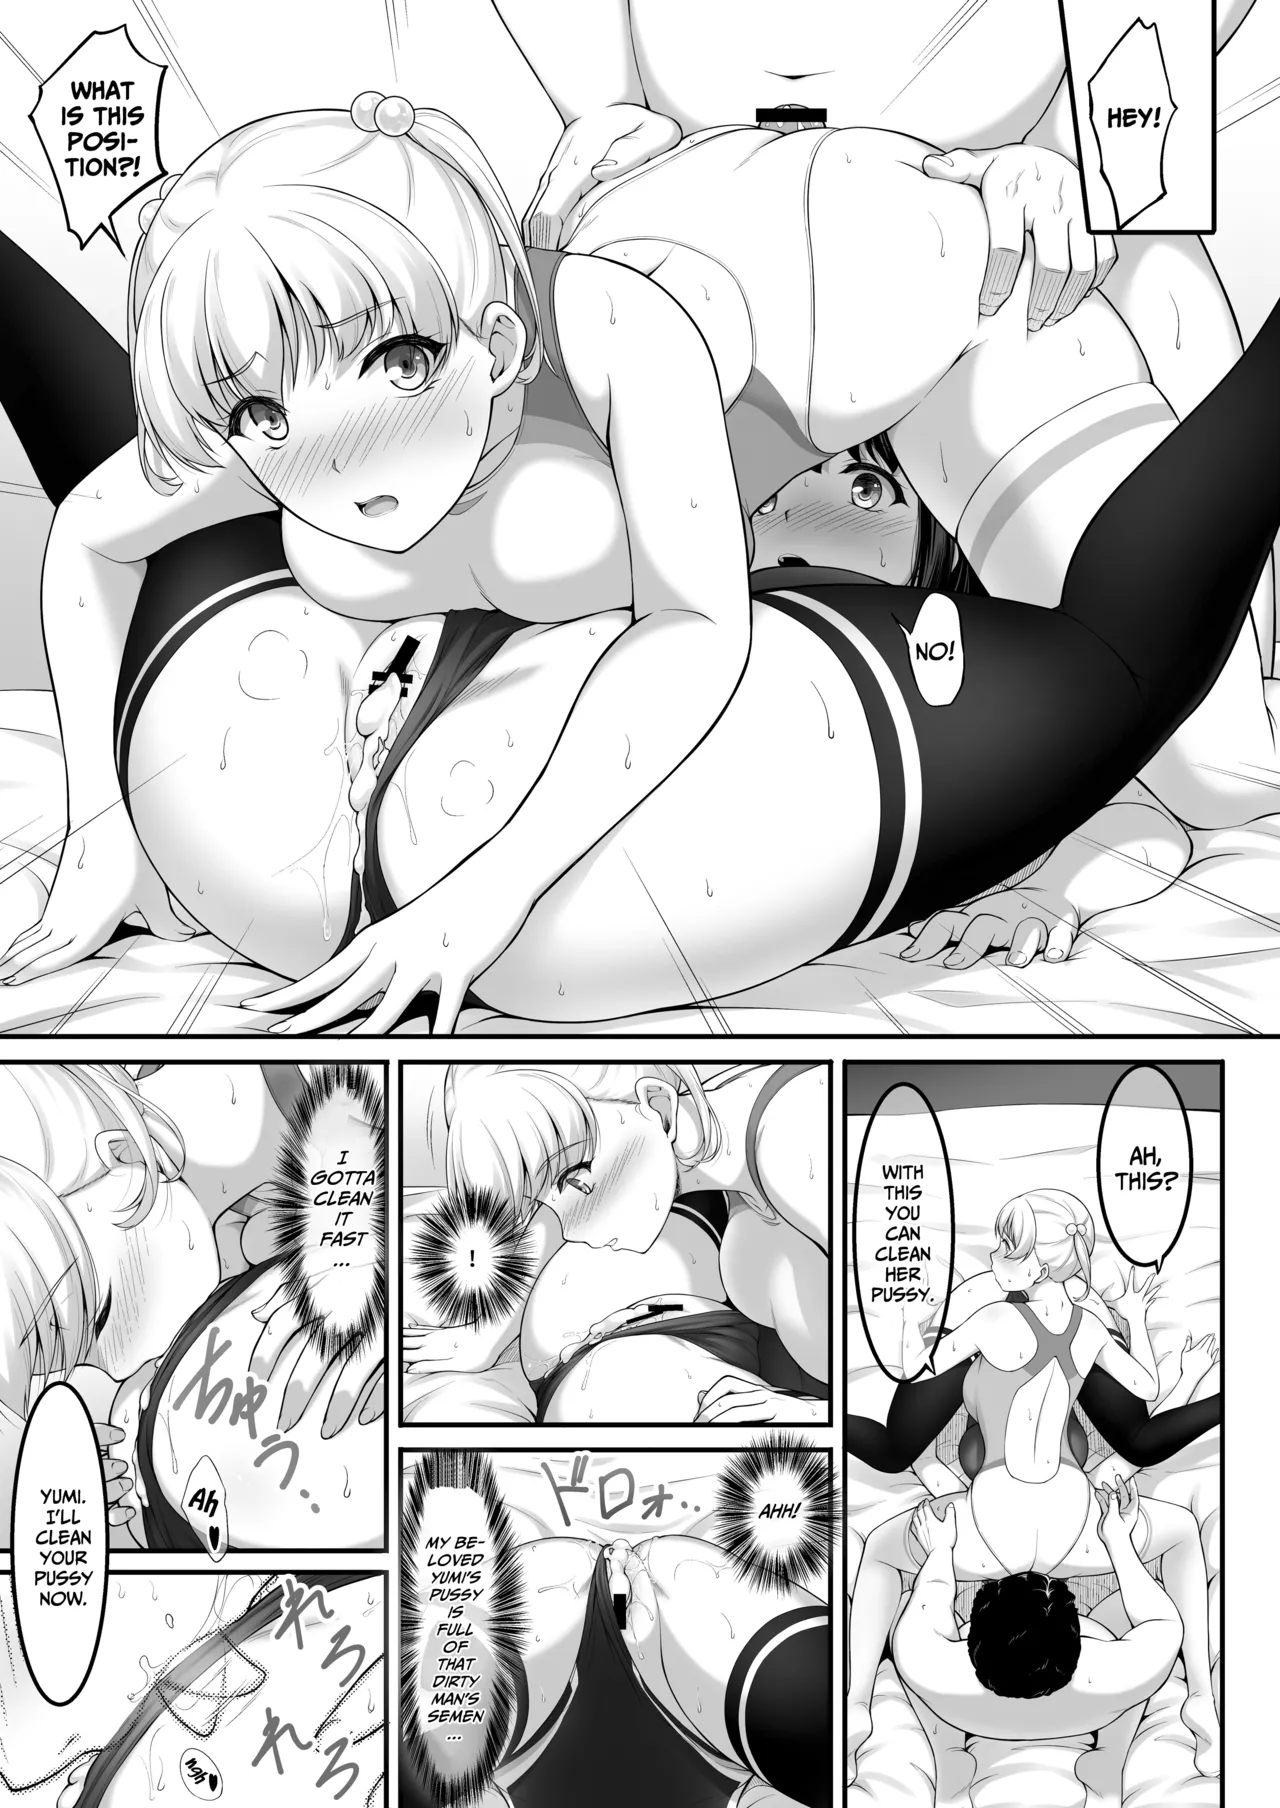 HEY!
WHAT
IS THIS
POSI-
TION?!
NO!
AH,
THIS?
WITH
THIS YOU
CAN
CLEAN
HER
PUSSY.
!
AHH!
ドロォ..
MY BE-
LOVED
YUMI'S
PUSSY
IS
FULL
OF
THAT
DIRTY
MAN'S
SEMEN
...
I
GOTTA
CLEAN
IT
FAST
...
ちゅう..
Ah♥
YUMI.
I'LL
CLEAN
YOUR
PUSSY
NOW.
れろれろ
ngh♥